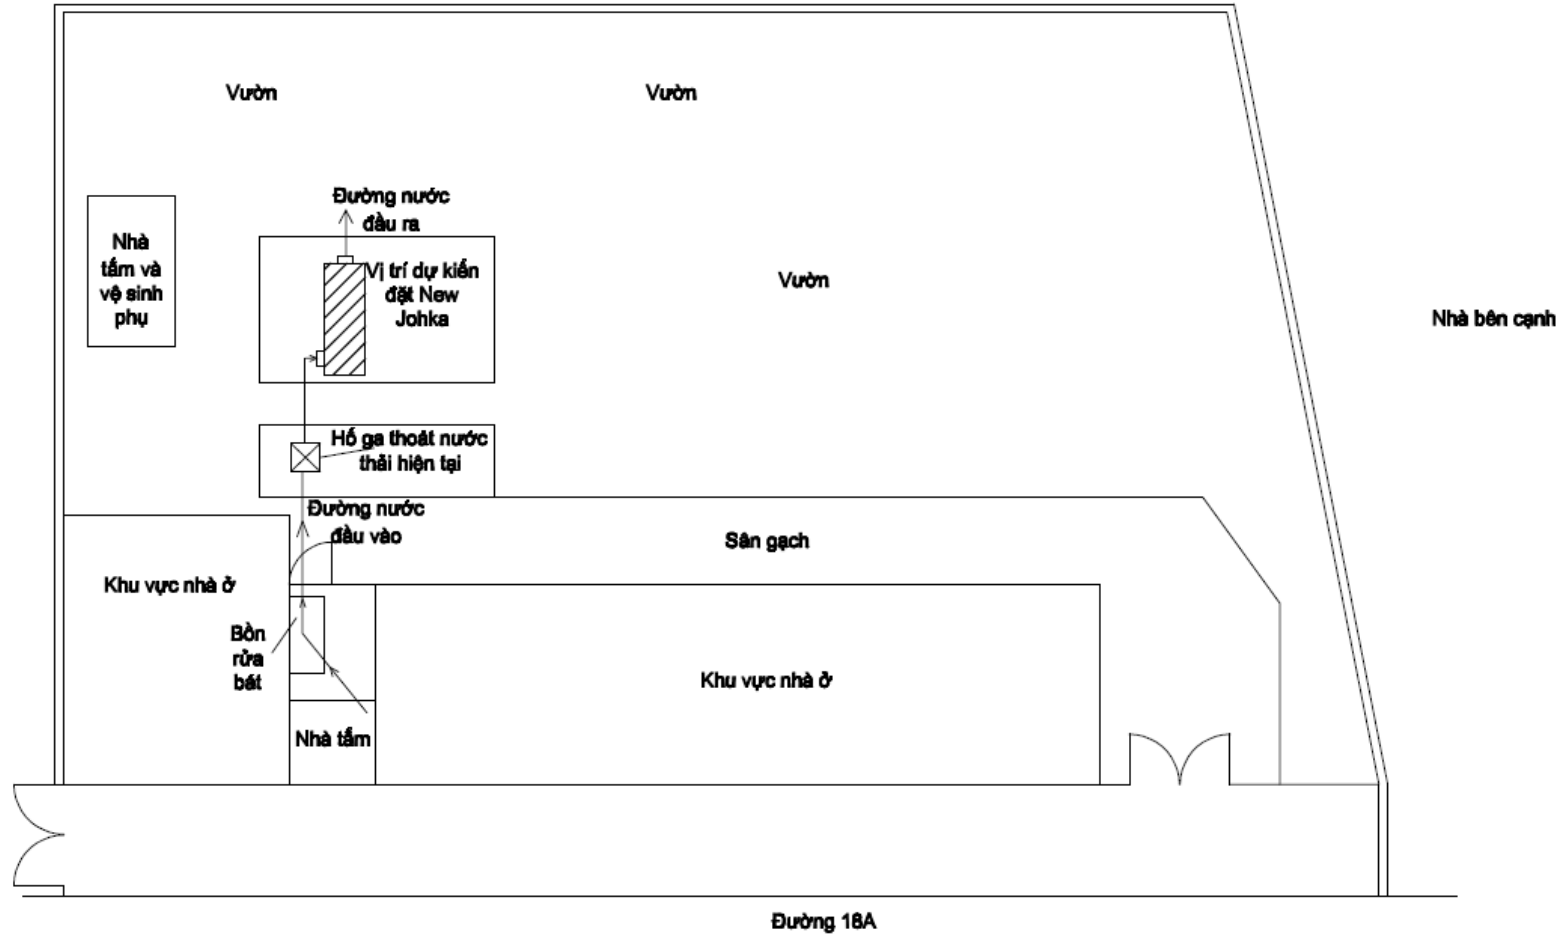 Vườn
Vườn
Đường nước
đầu ra
Nhà
tắm và
vệ sinh
phụ
Vị trí dự kiến
đặt New
Johka
Vườn
Nhà bên cạnh
Hố ga thoát nước
thải hiện tại
Đường nước
đầu vào
Sân gạch
Khu vực nhà ở
Bồn
rửa
bát
Khu vực nhà ở
Nhà tắm
Đường 18A